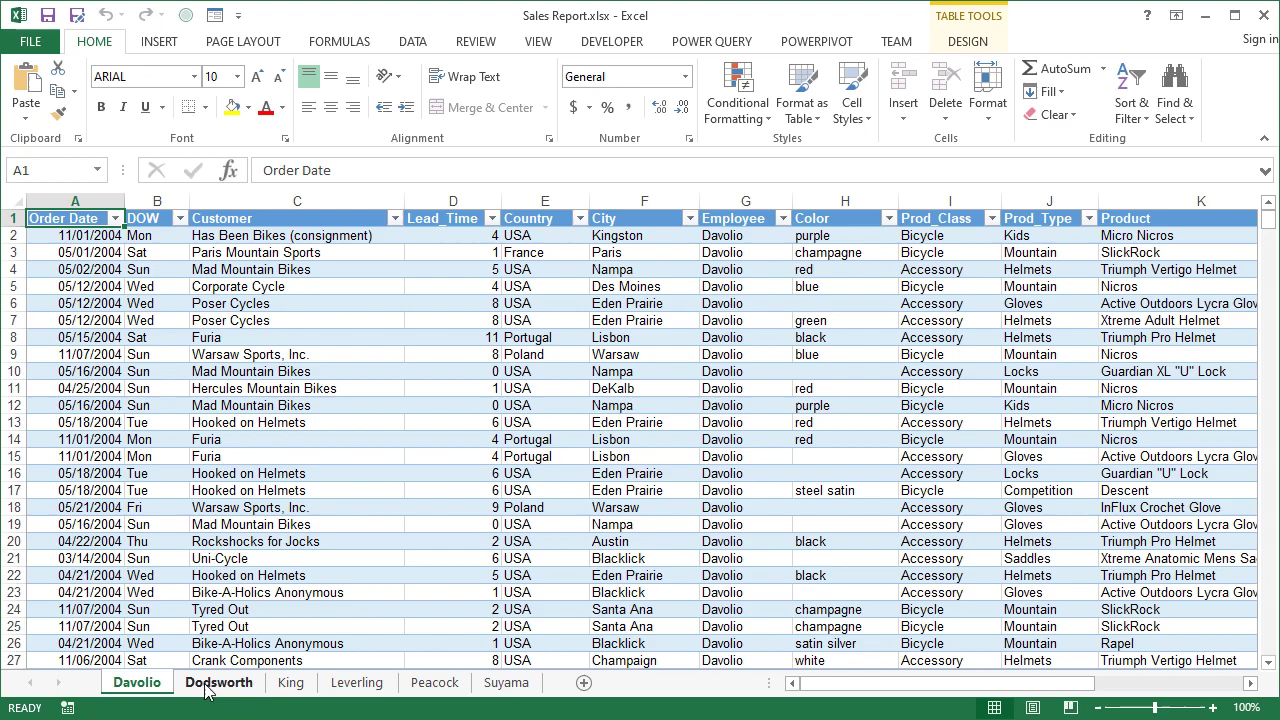 Sales Report.xlsx - Excel
TABLE TOOLS
Sign in
FILE HOME INSERT PAGE LAYOUT FORMULAS DATA REVIEW VIEW DEVELOPER POWER QUERY POWERPIVOT TEAM DESIGN
Paste
Clipboard
ARIAL 10
B I U
Font
Wrap Text
Merge & Center
Alignment
General
$ % ,
Number
Conditional Formatting
Format as Table
Cell Styles
Styles
Insert Delete Format
Cells
AutoSum
Fill
Clear
Sort & Filter
Find & Select
Editing
A1 fx Order Date
A B C D E F G H I J K
1 Order Date DOW Customer Lead_Time Country City Employee Color Prod_Class Prod_Type Product
2 11/01/2004 Mon Has Been Bikes (consignment) 4 USA Kingston Davolio purple Bicycle Kids Micro Nicros
3 05/01/2004 Sat Paris Mountain Sports 1 France Paris Davolio champagne Bicycle Mountain SlickRock
4 05/02/2004 Sun Mad Mountain Bikes 5 USA Nampa Davolio red Accessory Helmets Triumph Vertigo Helmet
5 05/12/2004 Wed Corporate Cycle 4 USA Des Moines Davolio blue Bicycle Mountain Nicros
6 05/12/2004 Wed Poser Cycles 8 USA Eden Prairie Davolio Accessory Gloves Active Outdoors Lycra Glov
7 05/12/2004 Wed Poser Cycles 8 USA Eden Prairie Davolio green Accessory Helmets Xtreme Adult Helmet
8 05/15/2004 Sat Furia 11 Portugal Lisbon Davolio black Accessory Helmets Triumph Pro Helmet
9 11/07/2004 Sun Warsaw Sports, Inc. 8 Poland Warsaw Davolio blue Bicycle Mountain Nicros
10 05/16/2004 Sun Mad Mountain Bikes 0 USA Nampa Davolio Accessory Locks Guardian XL "U" Lock
11 04/25/2004 Sun Hercules Mountain Bikes 1 USA DeKalb Davolio red Bicycle Mountain Nicros
12 05/16/2004 Sun Mad Mountain Bikes 0 USA Nampa Davolio purple Bicycle Kids Micro Nicros
13 05/18/2004 Tue Hooked on Helmets 6 USA Eden Prairie Davolio red Accessory Helmets Triumph Vertigo Helmet
14 11/01/2004 Mon Furia 4 Portugal Lisbon Davolio red Bicycle Mountain Nicros
15 11/01/2004 Mon Furia 4 Portugal Lisbon Davolio Accessory Gloves Active Outdoors Lycra Glov
16 05/18/2004 Tue Hooked on Helmets 6 USA Eden Prairie Davolio Accessory Locks Guardian "U" Lock
17 05/18/2004 Tue Hooked on Helmets 6 USA Eden Prairie Davolio steel satin Bicycle Competition Descent
18 05/21/2004 Fri Warsaw Sports, Inc. 9 Poland Warsaw Davolio Accessory Gloves InFlux Crochet Glove
19 05/16/2004 Sun Mad Mountain Bikes 0 USA Nampa Davolio Accessory Gloves Active Outdoors Lycra Glov
20 04/22/2004 Thu Rockshocks for Jocks 2 USA Austin Davolio black Accessory Helmets Triumph Pro Helmet
21 03/14/2004 Sun Uni-Cycle 6 USA Blacklick Davolio Accessory Saddles Xtreme Anatomic Mens Sa
22 04/21/2004 Wed Hooked on Helmets 5 USA Eden Prairie Davolio black Accessory Helmets Triumph Pro Helmet
23 04/21/2004 Wed Bike-A-Holics Anonymous 1 USA Blacklick Davolio Accessory Gloves Active Outdoors Lycra Glov
24 11/07/2004 Sun Tyred Out 2 USA Santa Ana Davolio champagne Bicycle Mountain SlickRock
25 11/07/2004 Sun Tyred Out 2 USA Santa Ana Davolio champagne Bicycle Mountain SlickRock
26 04/21/2004 Wed Bike-A-Holics Anonymous 1 USA Blacklick Davolio satin silver Bicycle Mountain Rapel
27 11/06/2004 Sat Crank Components 8 USA Champaign Davolio white Accessory Helmets Triumph Vertigo Helmet
Davolio Dodsworth King Leverling Peacock Suyama
READY 100%